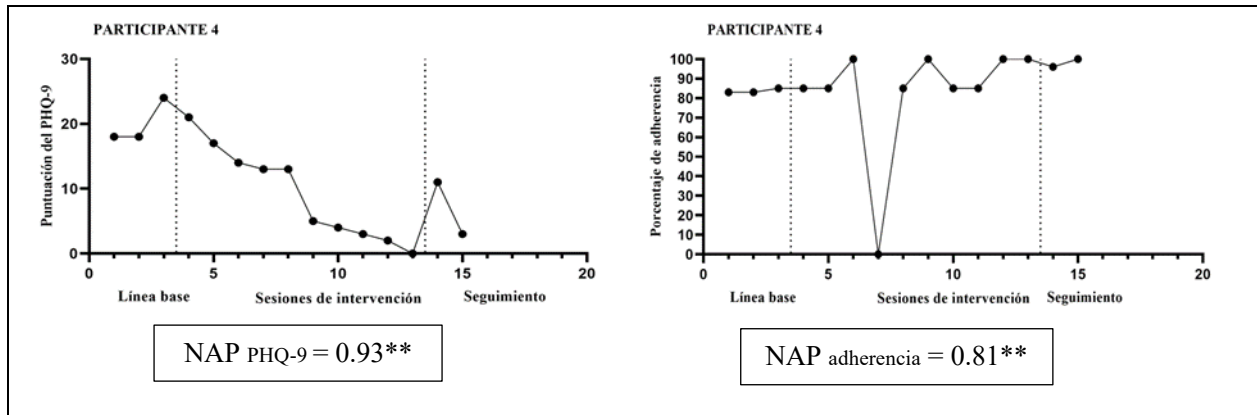 PARTICIPANTE 4
Puntuación del PHQ-9
30
20
10
0
0
5
10
15
20
Línea base
Sesiones de intervención
Seguimiento
NAP PHQ-9 = 0.93**
PARTICIPANTE 4
Porcentaje de adherencia
100
90
80
70
60
50
40
30
20
10
0
0
5
10
15
20
Línea base
Sesiones de intervención
Seguimiento
NAP adherencia = 0.81**